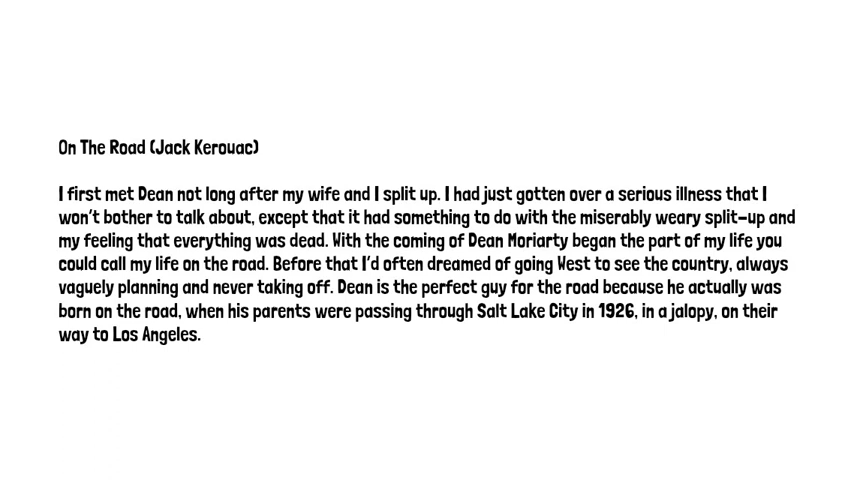 On The Road (Jack Kerouac)
I first met Dean not long after my wife and I split up. I had just gotten over a serious illness that I
won't bother to talk about, except that it had something to do with the miserably weary split-up and
my feeling that everything was dead. With the coming of Dean Moriarty began the part of my life you
could call my life on the road. Before that I'd often dreamed of going West to see the country, always
vaguely planning and never taking off. Dean is the perfect guy for the road because he actually was
born on the road, when his parents were passing through Salt Lake City in 1926, in a jalopy, on their
way to Los Angeles.